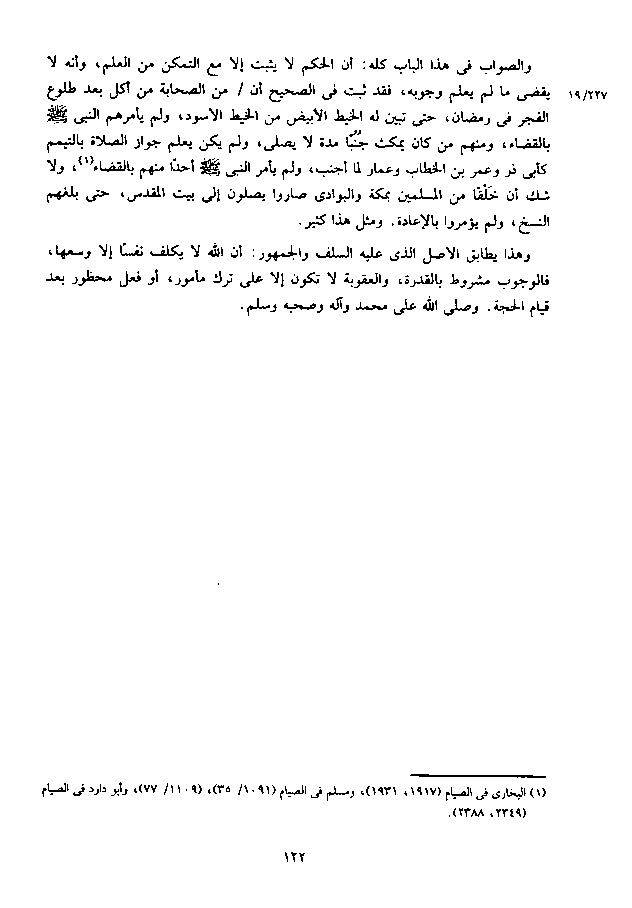 والصواب فى هذا الباب كله: أن الحكم لا يثبت إلا مع التمكن من العلم، وأنه لا
١٩/٢٢٧ يقضى ما لم يعلم وجوبه، فقد ثبت فى الصحيح أن / من الصحابة من أكل بعد طلوع
الفجر فى رمضان، حتى تبين له الخيط الأبيض من الخيط الأسود، ولم يأمرهم النبى ﷺ
بالقضاء، ومنهم من كان يمكث جُنُبًا مدة لا يصلى، ولم يكن يعلم جواز الصلاة بالتيمم
كأبى ذر وعمر بن الخطاب وعمار لما أجنب، ولم يأمر النبى ﷺ أحدًا منهم بالقضاء(١)، ولا
شك أن خَلْقًا من المسلمين بمكة والبوادى صاروا يصلون إلى بيت المقدس، حتى بلغهم
النسخ، ولم يؤمروا بالإعادة. ومثل هذا كثير.
وهذا يطابق الأصل الذى عليه السلف والجمهور: أن الله لا يكلف نفسًا إلا وسعها،
فالوجوب مشروط بالقدرة، والعقوبة لا تكون إلا على ترك مأمور، أو فعل محظور بعد
قيام الحجة. وصلي الله على محمد وآله وصحبه وسلم.
(١) البخارى فى الصيام (١٩١٧، ١٩٣١)، ومسلم فى الصيام (١٠٩١/ ٣٥)، (١١٠٩/ ٧٧)، وأبو دارد فى الصيام
(٢٣٤٩، ٢٣٨٨).
١٢٢